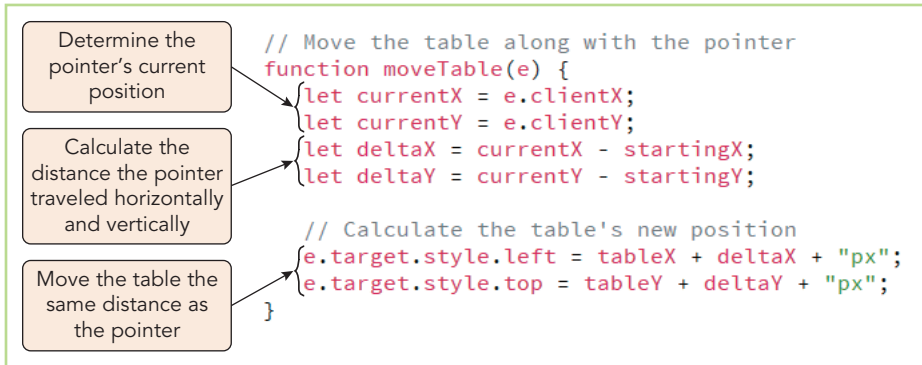 Determine the
pointer's current
position
Calculate the
distance the pointer
traveled horizontally
and vertically
Move the table the
same distance as
the pointer
// Move the table along with the pointer
function moveTable(e) {
let currentX = e.clientX;
let currentY = e.clientY;
let deltaX = currentX - startingX;
let deltaY = currentY - startingY;
// Calculate the table's new position
e.target.style.left = tableX + deltaX + "px";
e.target.style.top = tableY + deltaY + "px";
}